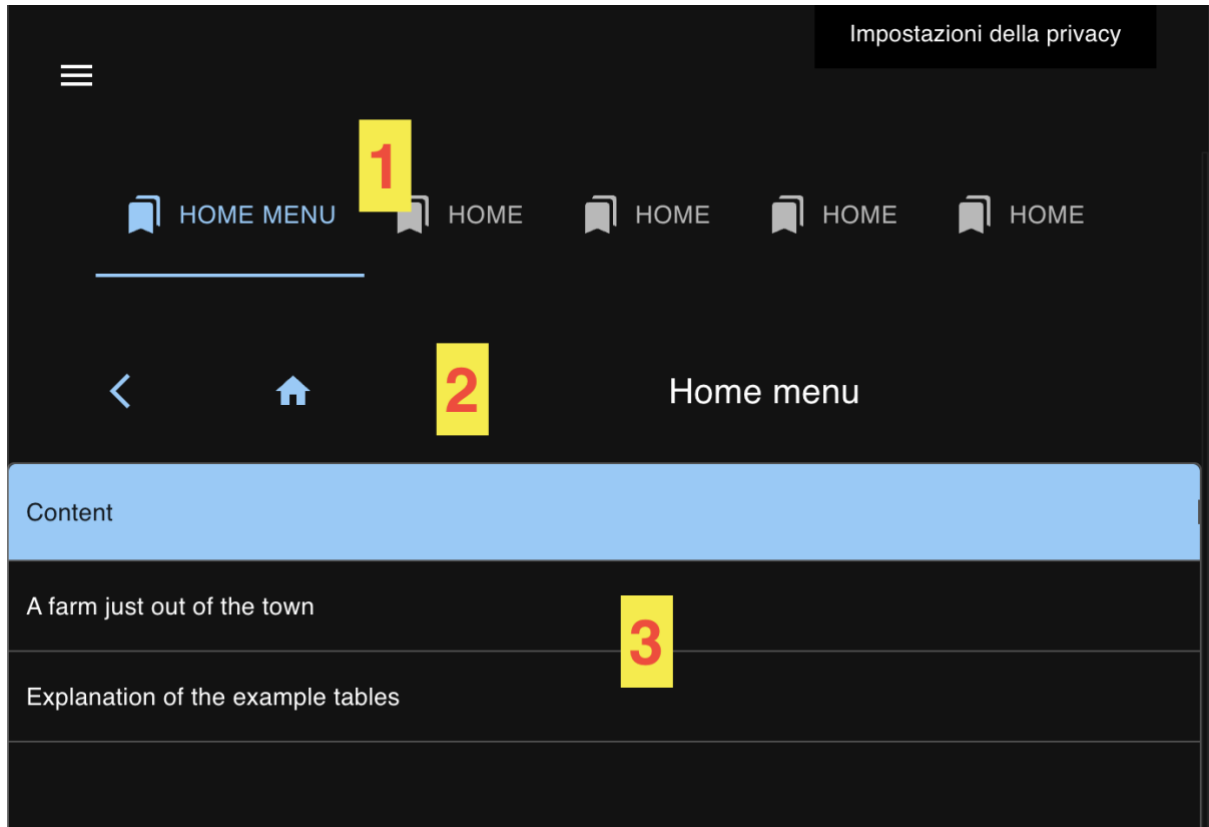 Impostazioni della privacy
1
HOME MENU HOME HOME HOME HOME
2 Home menu
Content
A farm just out of the town
3
Explanation of the example tables